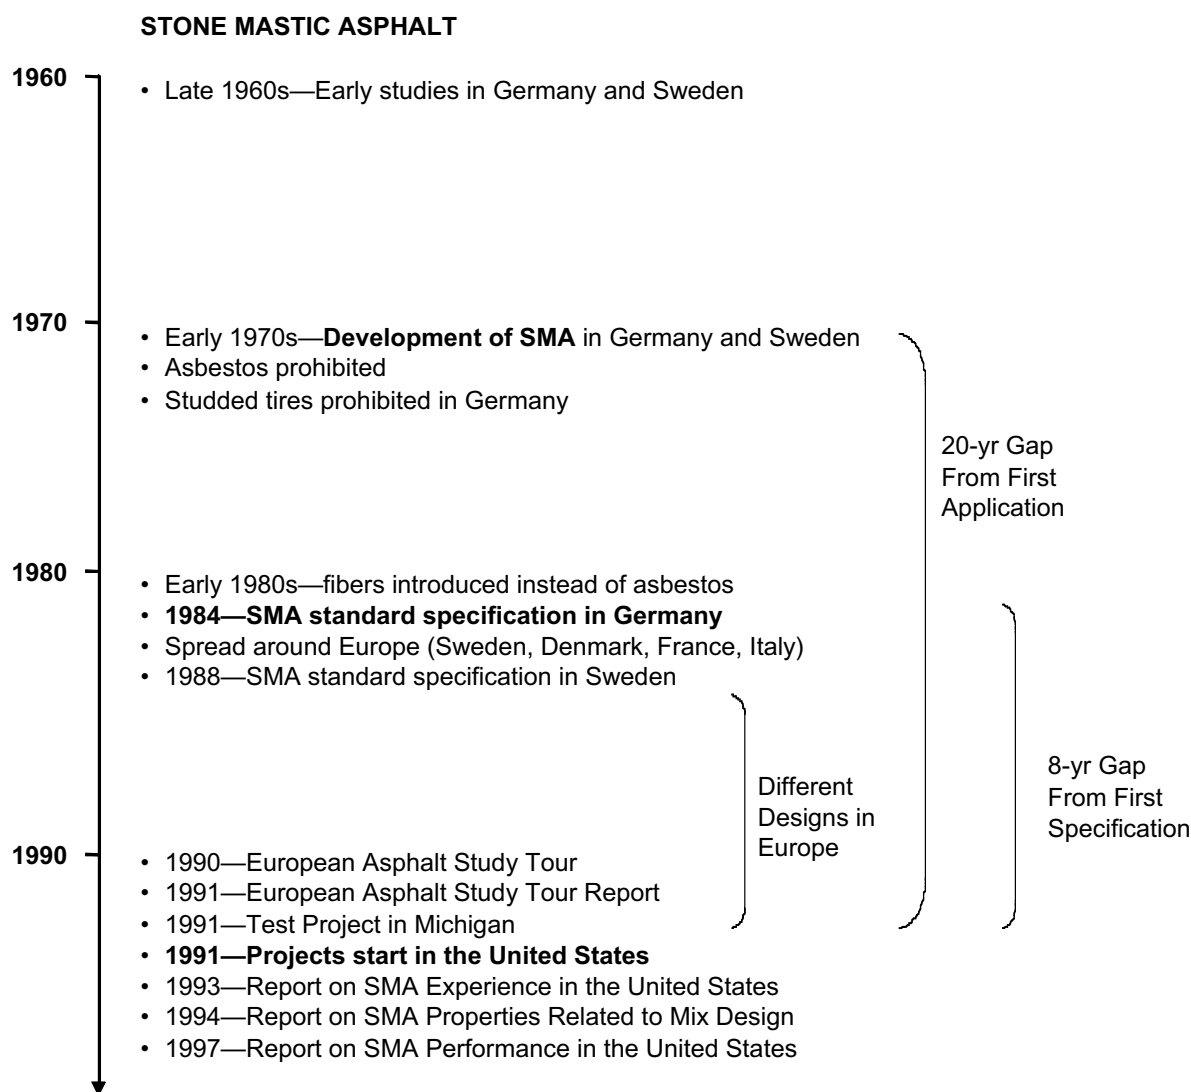 STONE MASTIC ASPHALT
1960
• Late 1960s—Early studies in Germany and Sweden
1970
• Early 1970s—Development of SMA in Germany and Sweden
• Asbestos prohibited
• Studded tires prohibited in Germany
20-yr Gap
From First
Application
1980
• Early 1980s—fibers introduced instead of asbestos
• 1984—SMA standard specification in Germany
• Spread around Europe (Sweden, Denmark, France, Italy)
• 1988—SMA standard specification in Sweden
Different
Designs in
Europe
8-yr Gap
From First
Specification
1990
• 1990—European Asphalt Study Tour
• 1991—European Asphalt Study Tour Report
• 1991—Test Project in Michigan
• 1991—Projects start in the United States
• 1993—Report on SMA Experience in the United States
• 1994—Report on SMA Properties Related to Mix Design
• 1997—Report on SMA Performance in the United States